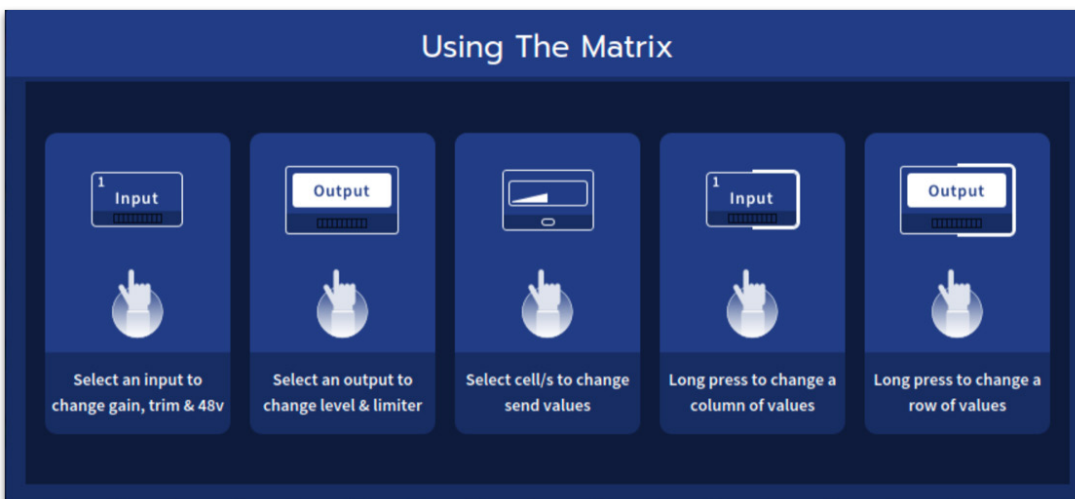 Using The Matrix
1
Input
Select an input to
change gain, trim & 48v
Output
Select an output to
change level & limiter
Select cell/s to change
send values
1
Input
Long press to change a
column of values
Output
Long press to change a
row of values